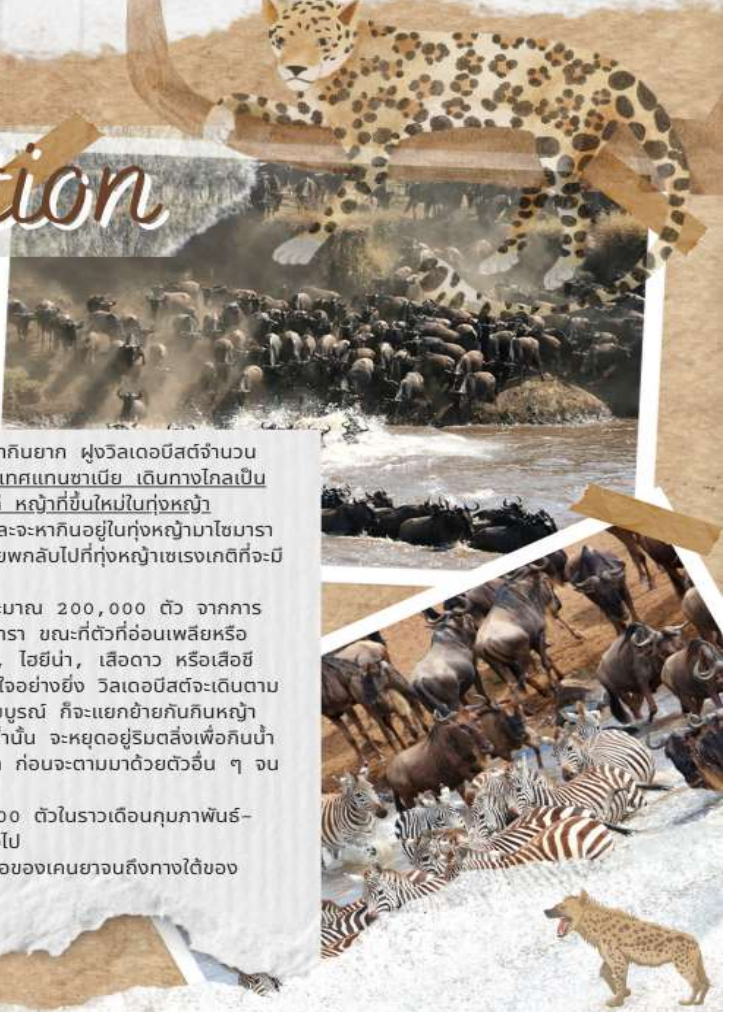 tion
ากินยาก ฝูงวิลเดอบีสต์จำนวน
เทศแทนซาเนีย เดินทางไกลเป็น
หญ้าที่ขึ้นใหม่ในทุ่งหญ้า
ละจะหากินอยู่ในทุ่งหญ้ามาไซมารา
ยพกลับไปที่ทุ่งหญ้าเซเรงเกติที่จะมี
ะมาณ 200,000 ตัว จากการ
ารา ขณะที่ตัวที่อ่อนเพลียหรือ
, ไฮยีน่า, เสือดาว หรือเสือชี
ใจอย่างยิ่ง วิลเดอบีสต์จะเดินตาม
บูรณ์ ก็จะแยกย้ายกันกินหญ้า
่านั้น จะหยุดอยู่ริมตลิ่งเพื่อกินน้ำ
ก่อนจะตามมาด้วยตัวอื่น ๆ จน
00 ตัวในราวเดือนกุมภาพันธ์-
ไป
อของเคนยาจนถึงทางใต้ของ